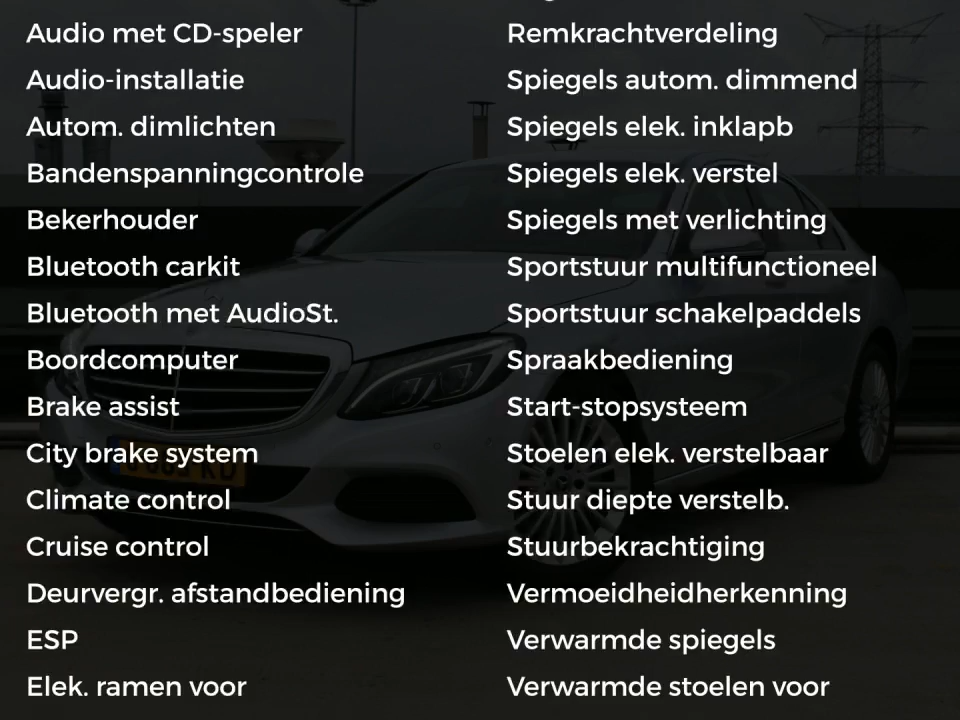 Audio met CD-speler
Audio-installatie
Autom. dimlichten
Bandenspanningcontrole
Bekerhouder
Bluetooth carkit
Bluetooth met AudioSt.
Boordcomputer
Brake assist
City brake system
Climate control
Cruise control
Deurvergr. afstandbediening
ESP
Elek. ramen voor
Remkrachtverdeling
Spiegels autom. dimmend
Spiegels elek. inklapb
Spiegels elek. verstel
Spiegels met verlichting
Sportstuur multifunctioneel
Sportstuur schakelpaddels
Spraakbediening
Start-stopsysteem
Stoelen elek. verstelbaar
Stuur diepte verstelb.
Stuurbekrachtiging
Vermoeidheidherkenning
Verwarmde spiegels
Verwarmde stoelen voor